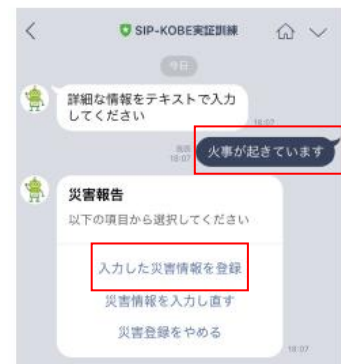 SIP-KOBE実証訓練
今日
詳細な情報をテキストで入力
してください
18:07
既読
18:07
火事が起きています
災害報告
以下の項目から選択してください
入力した災害情報を登録
災害情報を入力し直す
災害登録をやめる
18:07